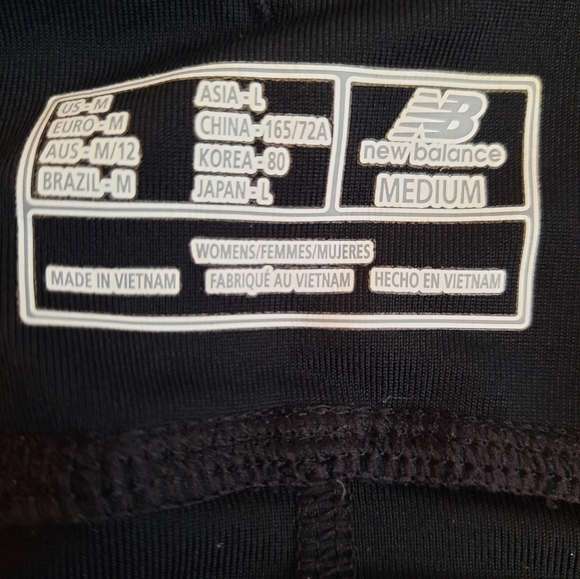 US-M
EURO-M
AUS-M/12
BRAZIL-M
ASIA-L
CHINA-165/72A
KOREA-80
JAPAN-L
NB
new balance
MEDIUM
WOMENS/FEMMES/MUJERES
MADE IN VIETNAM FABRIQUÉ AU VIETNAM HECHO EN VIETNAM